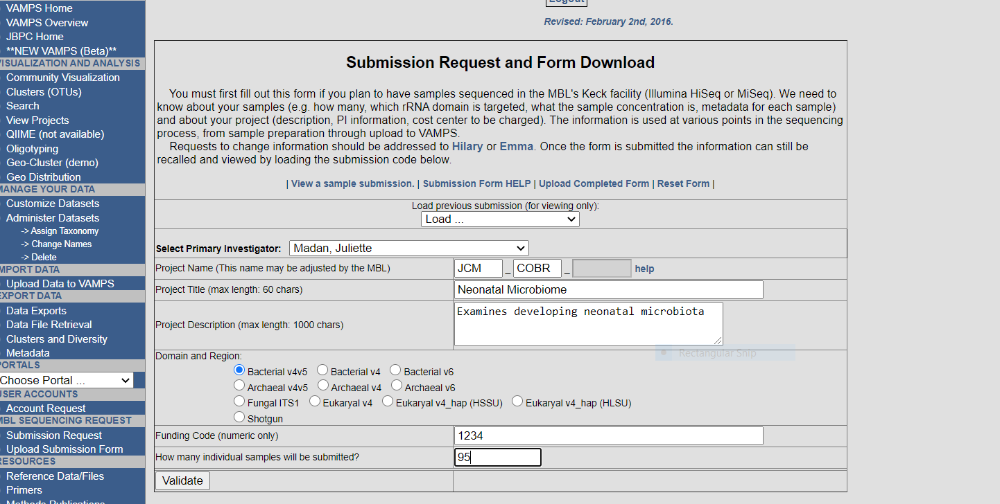 VAMPS Home
VAMPS Overview
JBPC Home
**NEW VAMPS (Beta)**
VISUALIZATION AND ANALYSIS
Community Visualization
Clusters (OTUs)
Search
View Projects
QIIME (not available)
Oligotyping
Geo-Cluster (demo)
Geo Distribution
MANAGE YOUR DATA
Customize Datasets
Administer Datasets
-> Assign Taxonomy
-> Change Names
-> Delete
IMPORT DATA
Upload Data to VAMPS
EXPORT DATA
Data Exports
Data File Retrieval
Clusters and Diversity
Metadata
PORTALS
Choose Portal ...
USER ACCOUNTS
Account Request
MBL SEQUENCING REQUEST
Submission Request
Upload Submission Form
RESOURCES
Reference Data/Files
Primers
Methods Publications
Logout
Revised: February 2nd, 2016.
Submission Request and Form Download
You must first fill out this form if you plan to have samples sequenced in the MBL's Keck facility (Illumina HiSeq or MiSeq). We need to
know about your samples (e.g. how many, which rRNA domain is targeted, what the sample concentration is, metadata for each sample)
and about your project (description, PI information, cost center to be charged). The information is used at various points in the sequencing
process, from sample preparation through upload to VAMPS.
Requests to change information should be addressed to Hilary or Emma. Once the form is submitted the information can still be
recalled and viewed by loading the submission code below.
| View a sample submission. | Submission Form HELP | Upload Completed Form | Reset Form |
Load previous submission (for viewing only):
Load ...
Select Primary Investigator: Madan, Juliette
Project Name (This name may be adjusted by the MBL) JCM _ COBR _ help
Project Title (max length: 60 chars) Neonatal Microbiome
Project Description (max length: 1000 chars) Examines developing neonatal microbiota
Rectangular Snip
Domain and Region:
Bacterial v4v5 Bacterial v4 Bacterial v6
Archaeal v4v5 Archaeal v4 Archaeal v6
Fungal ITS1 Eukaryal v4 Eukaryal v4_hap (HSSU) Eukaryal v4_hap (HLSU)
Shotgun
Funding Code (numeric only) 1234
How many individual samples will be submitted? 95
Validate